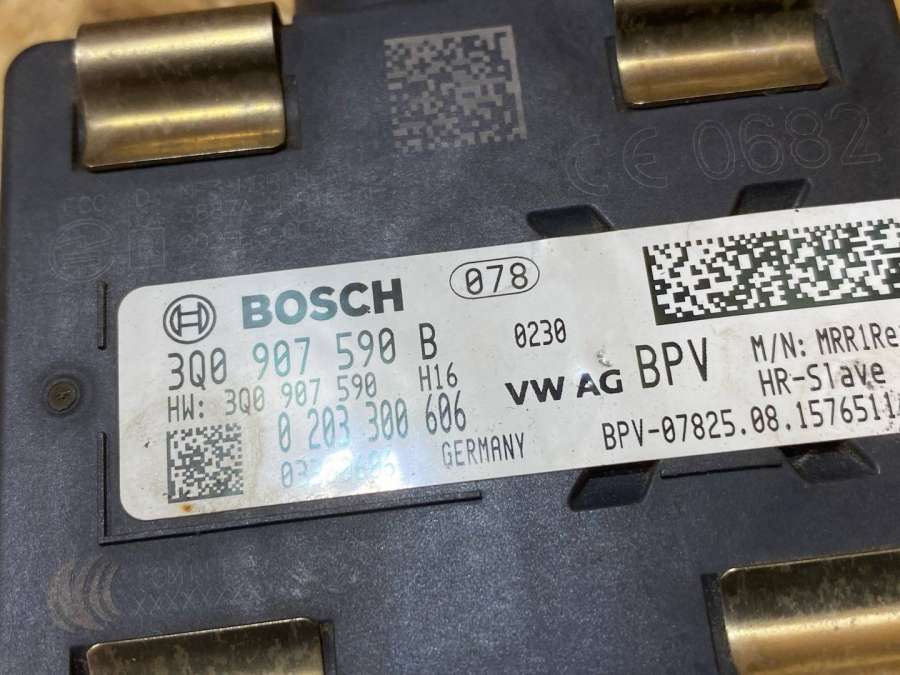 CE 0682
BOSCH 078
3Q0 907 590 B 0230
HW: 3Q0 907 590 H16 VW AG BPV M/N: MRR1Re
0 203 300 606 HR-Slave
GERMANY BPV-07825.08.1576511